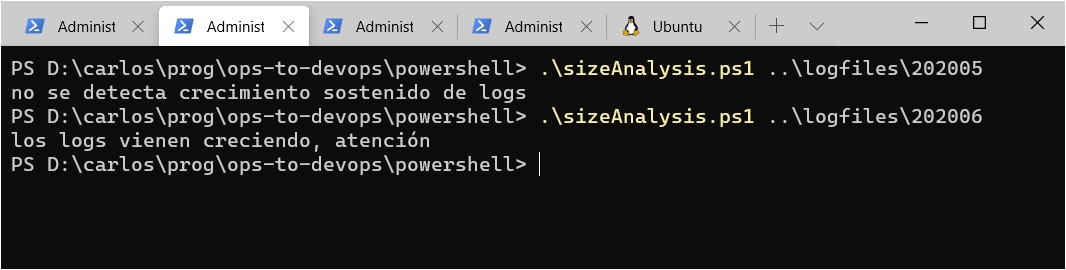 Administ Administ Administ Administ Ubuntu
PS D:\carlos\prog\ops-to-devops\powershell> .\sizeAnalysis.ps1 ..\logfiles\202005
no se detecta crecimiento sostenido de logs
PS D:\carlos\prog\ops-to-devops\powershell> .\sizeAnalysis.ps1 ..\logfiles\202006
los logs vienen creciendo, atención
PS D:\carlos\prog\ops-to-devops\powershell>